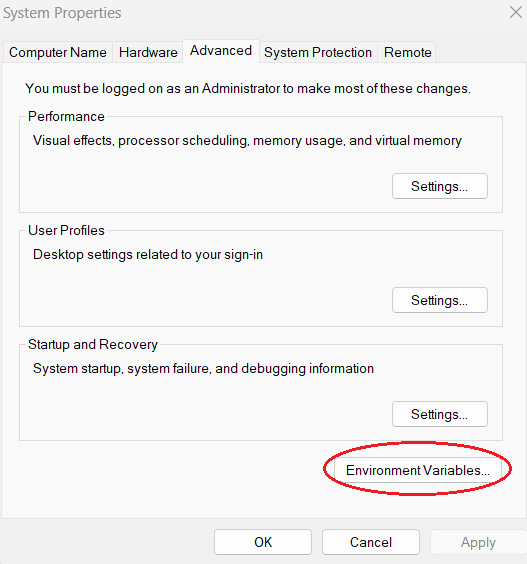 System Properties
Computer Name Hardware Advanced System Protection Remote
You must be logged on as an Administrator to make most of these changes.
Performance
Visual effects, processor scheduling, memory usage, and virtual memory
Settings...
User Profiles
Desktop settings related to your sign-in
Settings...
Startup and Recovery
System startup, system failure, and debugging information
Settings...
Environment Variables...
OK Cancel Apply